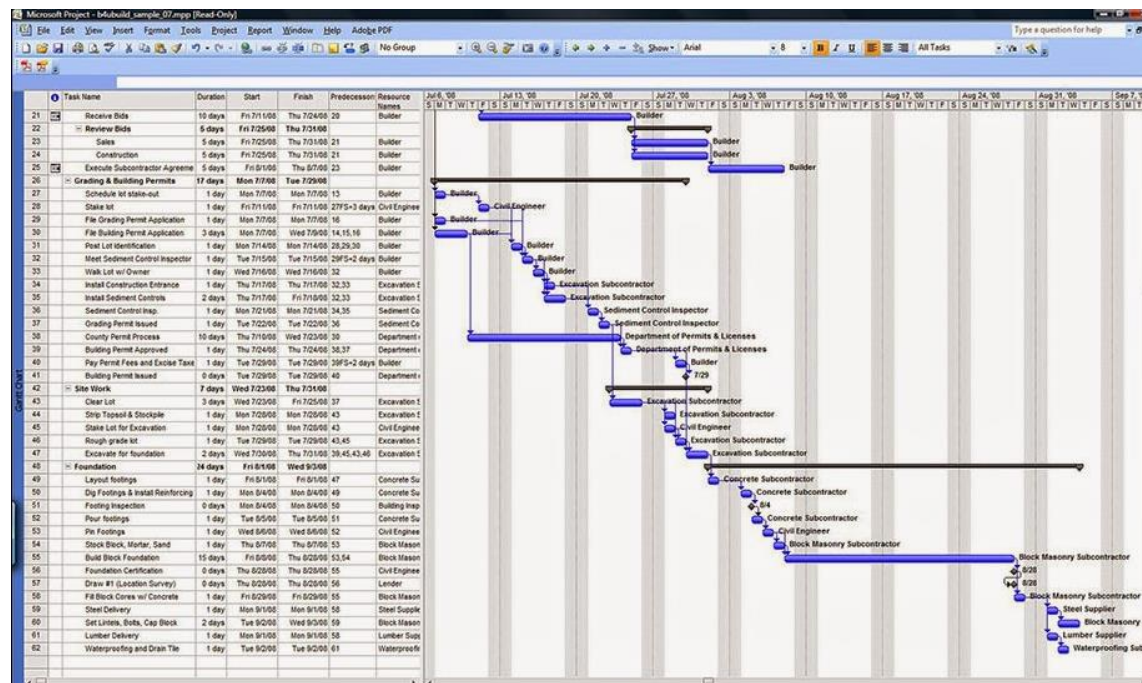 Microsoft Project - b4ubuild_sample_07.mpp [Read-Only]
File Edit View Insert Format Tools Project Report Window Help Adobe PDF Type a question for help
No Group Show Arial 8 B I U All Tasks
Task Name Duration Start Finish Predecessors Resource Names Jul 6, '08 Jul 13, '08 Jul 20, '08 Jul 27, '08 Aug 3, '08 Aug 10, '08 Aug 17, '08 Aug 24, '08 Aug 31, '08 Sep 7, '
S M T W T F S S M T W T F S S M T W T F S S M T W T F S S M T W T F S S M T W T F S S M T W T F S S M T W T F S S M T W T F S S M T
21 Receive Bids 10 days Fri 7/11/08 Thu 7/24/08 20 Builder Builder
22 Review Bids 5 days Fri 7/25/08 Thu 7/31/08
23 Sales 5 days Fri 7/25/08 Thu 7/31/08 21 Builder Builder
24 Construction 5 days Fri 7/25/08 Thu 7/31/08 21 Builder Builder
25 Execute Subcontractor Agreeme 5 days Fri 8/1/08 Thu 8/7/08 23 Builder Builder
26 Grading & Building Permits 17 days Mon 7/7/08 Tue 7/29/08
27 Schedule lot stake-out 1 day Mon 7/7/08 Mon 7/7/08 13 Builder Builder
28 Stake lot 1 day Fri 7/11/08 Fri 7/11/08 27FS+3 days Civil Enginee Civil Engineer
29 File Grading Permit Application 1 day Mon 7/7/08 Mon 7/7/08 16 Builder Builder
30 File Building Permit Application 3 days Mon 7/7/08 Wed 7/9/08 14,15,16 Builder Builder
31 Post Lot Identification 1 day Mon 7/14/08 Mon 7/14/08 28,29,30 Builder Builder
32 Meet Sediment Control Inspector 1 day Tue 7/15/08 Tue 7/15/08 29FS+2 days Builder Builder
33 Walk Lot w/ Owner 1 day Wed 7/16/08 Wed 7/16/08 32 Builder Builder
34 Install Construction Entrance 1 day Thu 7/17/08 Thu 7/17/08 32,33 Excavation S Excavation Subcontractor
35 Install Sediment Controls 2 days Thu 7/17/08 Fri 7/18/08 32,33 Excavation S Excavation Subcontractor
36 Sediment Control Insp. 1 day Mon 7/21/08 Mon 7/21/08 34,35 Sediment Co Sediment Control Inspector
37 Grading Permit Issued 1 day Tue 7/22/08 Tue 7/22/08 36 Sediment Co Sediment Control Inspector
38 County Permit Process 10 days Thu 7/10/08 Wed 7/23/08 30 Department Department of Permits & Licenses
39 Building Permit Approved 1 day Thu 7/24/08 Thu 7/24/08 38,37 Department Department of Permits & Licenses
40 Pay Permit Fees and Excise Taxe 1 day Tue 7/29/08 Tue 7/29/08 39FS+2 days Builder Builder
41 Building Permit Issued 0 days Tue 7/29/08 Tue 7/29/08 40 Department 7/29
42 Site Work 7 days Wed 7/23/08 Thu 7/31/08
43 Clear Lot 3 days Wed 7/23/08 Fri 7/25/08 37 Excavation S Excavation Subcontractor
44 Strip Topsoil & Stockpile 1 day Mon 7/28/08 Mon 7/28/08 43 Excavation S Excavation Subcontractor
45 Stake Lot for Excavation 1 day Mon 7/28/08 Mon 7/28/08 43 Civil Enginee Civil Engineer
46 Rough grade lot 1 day Tue 7/29/08 Tue 7/29/08 43,45 Excavation S Excavation Subcontractor
47 Excavate for foundation 2 days Wed 7/30/08 Thu 7/31/08 39,45,43,46 Excavation S Excavation Subcontractor
48 Foundation 24 days Fri 8/1/08 Wed 9/3/08
49 Layout footings 1 day Fri 8/1/08 Fri 8/1/08 47 Concrete Su Concrete Subcontractor
50 Dig Footings & Install Reinforcing 1 day Mon 8/4/08 Mon 8/4/08 49 Concrete Su Concrete Subcontractor
51 Footing Inspection 0 days Mon 8/4/08 Mon 8/4/08 50 Building Insp 8/4
52 Pour footings 1 day Tue 8/5/08 Tue 8/5/08 51 Concrete Su Concrete Subcontractor
53 Pin Footings 1 day Wed 8/6/08 Wed 8/6/08 52 Civil Enginee Civil Engineer
54 Stock Block, Mortar, Sand 1 day Thu 8/7/08 Thu 8/7/08 53 Block Mason Block Masonry Subcontractor
55 Build Block Foundation 15 days Fri 8/8/08 Thu 8/28/08 53,54 Block Mason Block Masonry Subcontractor
56 Foundation Certification 0 days Thu 8/28/08 Thu 8/28/08 55 Civil Enginee 8/28
57 Draw #1 (Location Survey) 0 days Thu 8/28/08 Thu 8/28/08 56 Lender 8/28
58 Fill Block Cores w/ Concrete 1 day Fri 8/29/08 Fri 8/29/08 55 Block Mason Block Masonry Subcontractor
59 Steel Delivery 1 day Mon 9/1/08 Mon 9/1/08 58 Steel Supplie Steel Supplier
60 Set Lintels, Bolts, Cap Block 2 days Tue 9/2/08 Wed 9/3/08 59 Block Mason Block Masonry
61 Lumber Delivery 1 day Mon 9/1/08 Mon 9/1/08 58 Lumber Supp Lumber Supplier
62 Waterproofing and Drain Tile 1 day Tue 9/2/08 Tue 9/2/08 61 Waterproofin Waterproofing Sub
Gantt Chart